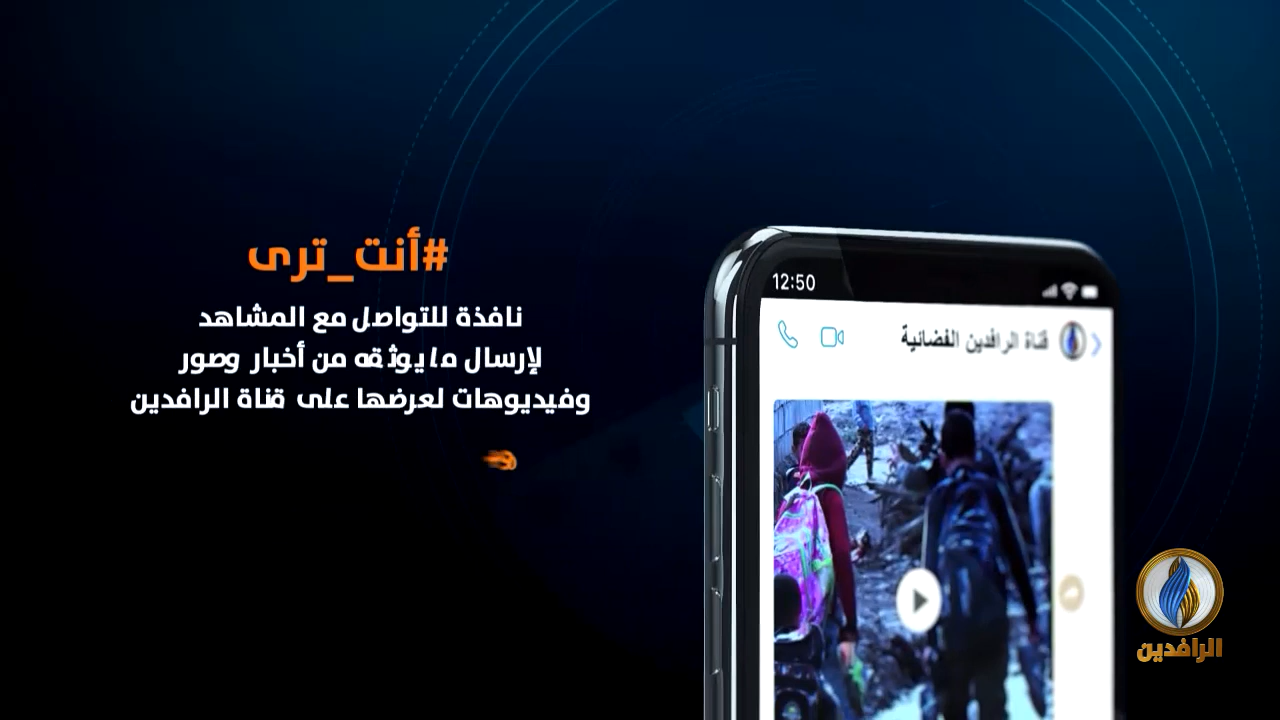 #أنت_ترى
نافذة للتواصل مع المشاهد
لإرسال ما يوثقه من أخبار وصور
وفيديوهات لعرضها على قناة الرافدين
12:50
قناة الرافدين الفضائية
الرافدين